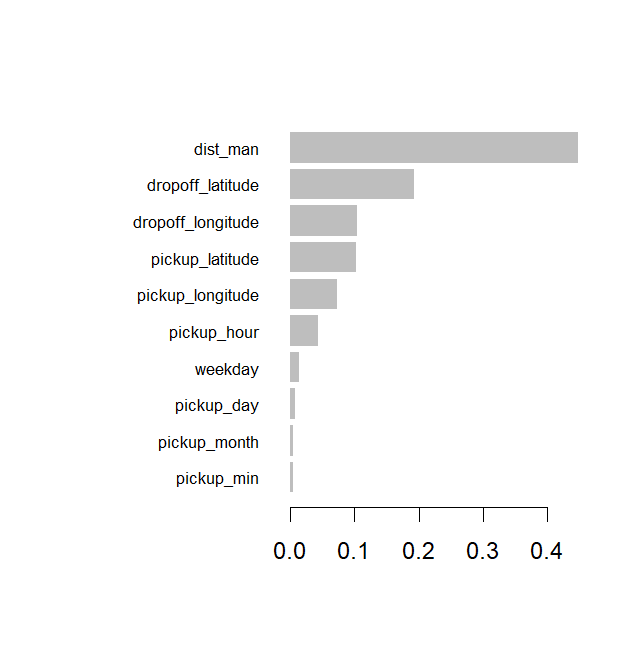 dist_man
dropoff_latitude
dropoff_longitude
pickup_latitude
pickup_longitude
pickup_hour
weekday
pickup_day
pickup_month
pickup_min
0.0 0.1 0.2 0.3 0.4